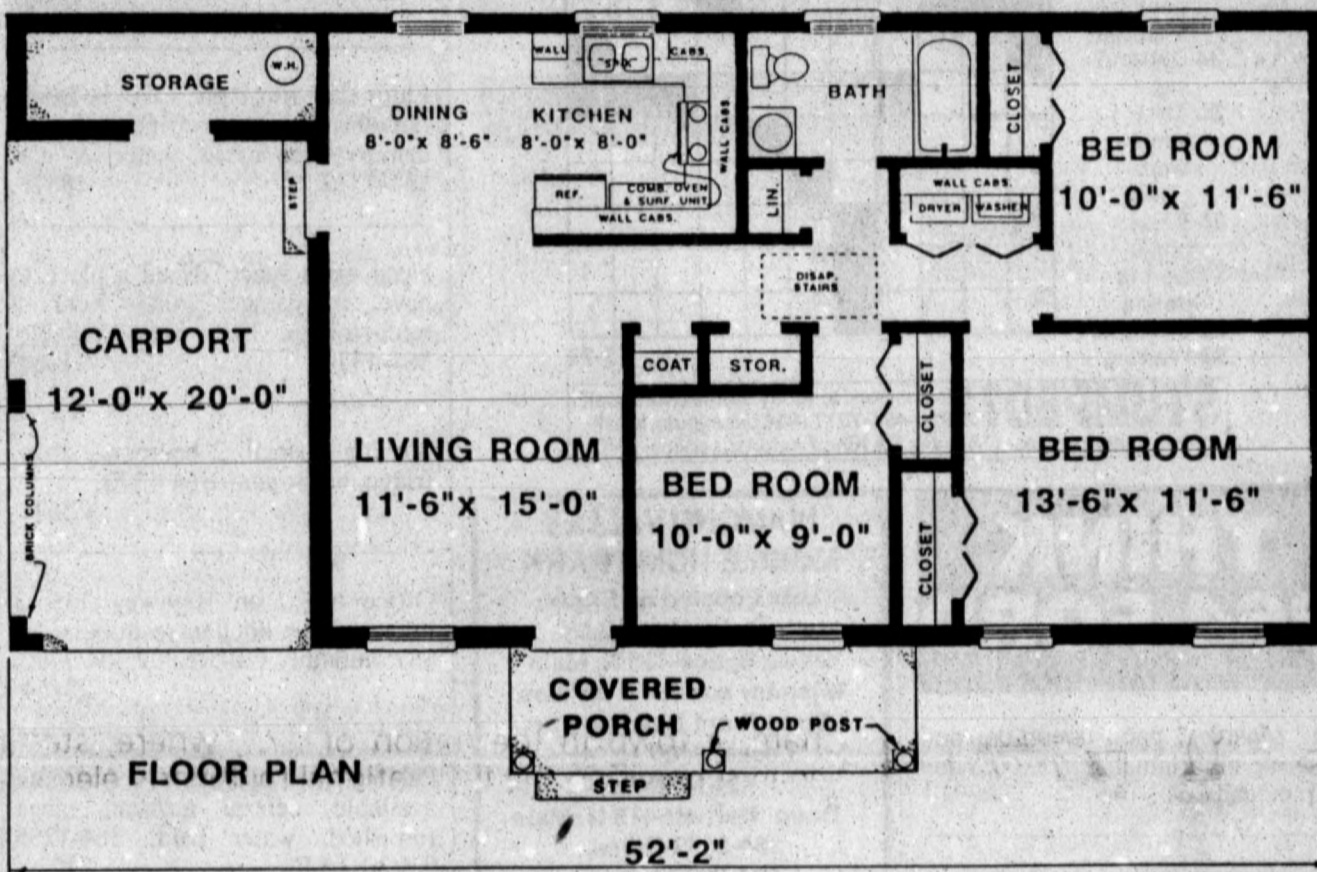 STORAGE
W.H.
DINING
8'-0" x 8'-6"
WALL
CABS.
SINK
KITCHEN
8'-0" x 8'-0"
WALL CABS.
REF.
COMB. OVEN
& SURF. UNIT
WALL CABS.
BATH
LIN.
CLOSET
BED ROOM
10'-0" x 11'-6"
WALL CABS.
DRYER
WASHER
STEP
DISAP.
STAIRS
CARPORT
12'-0" x 20'-0"
BRICK COLUMNS
COAT
STOR.
CLOSET
LIVING ROOM
11'-6" x 15'-0"
BED ROOM
10'-0" x 9'-0"
CLOSET
BED ROOM
13'-6" x 11'-6"
COVERED
PORCH
WOOD POST
STEP
FLOOR PLAN
52'-2"